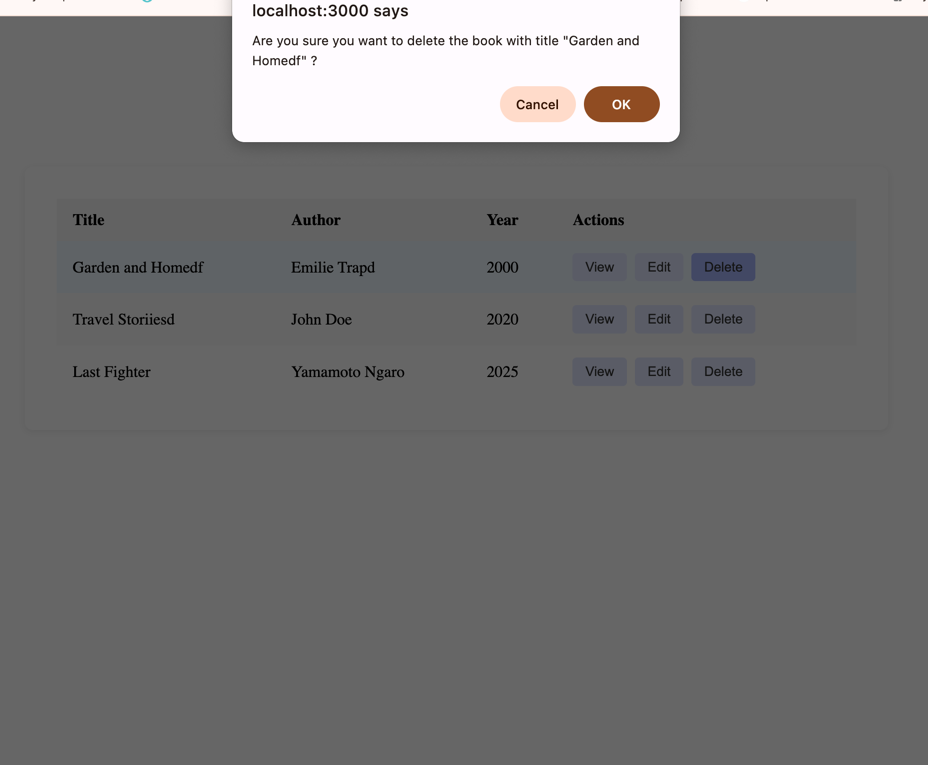 localhost:3000 says
Are you sure you want to delete the book with title "Garden and
Homedf" ?
Cancel OK
Title Author Year Actions
Garden and Homedf Emilie Trapd 2000 View Edit Delete
Travel Storiiesd John Doe 2020 View Edit Delete
Last Fighter Yamamoto Ngaro 2025 View Edit Delete